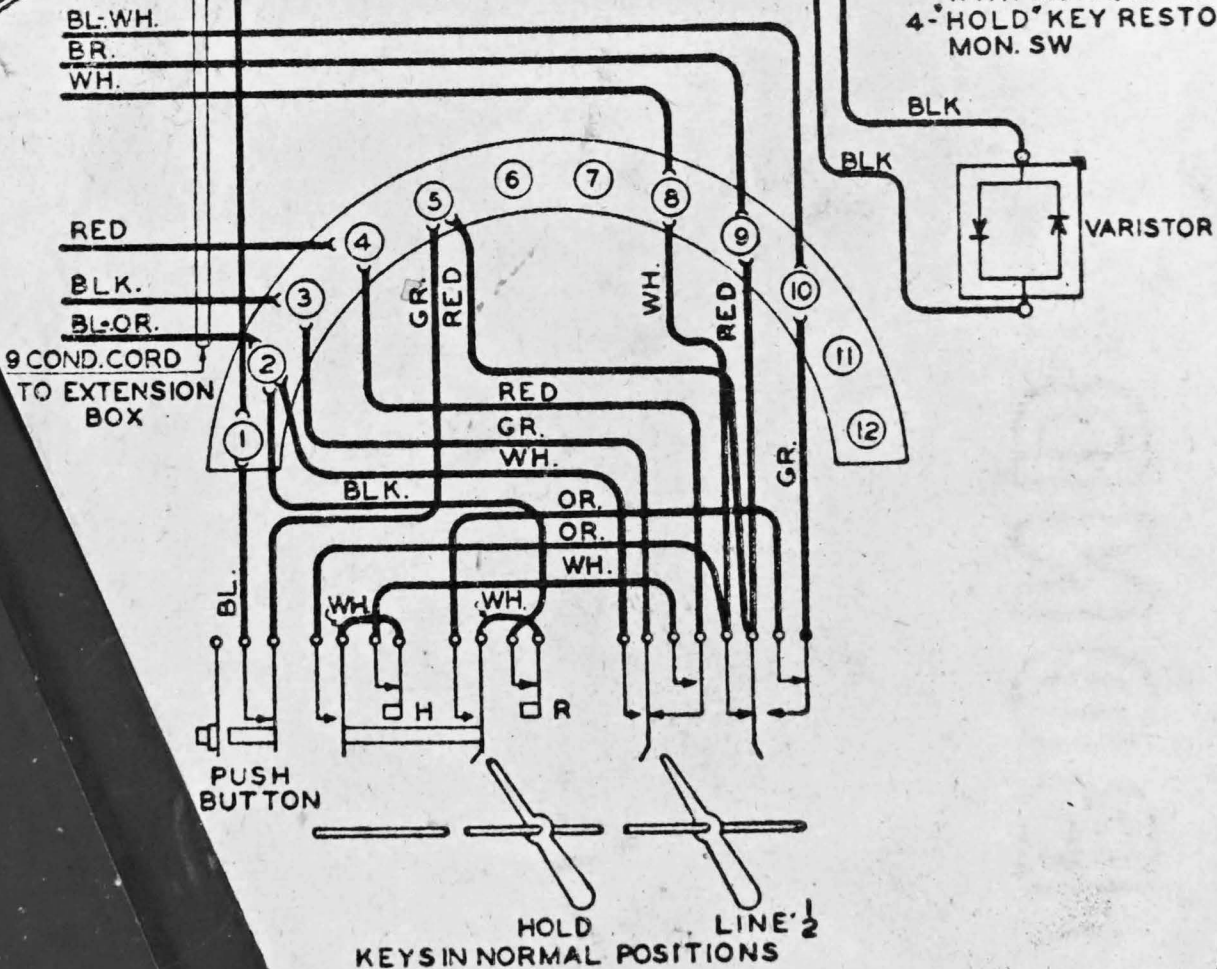 BL-WH.
BR.
WH.
4-"HOLD" KEY RESTO
MON. SW
BLK
BLK
VARISTOR
RED
BLK.
BL-OR.
9 COND. CORD
TO EXTENSION
BOX
1
2
3
4
5
6
7
8
9
10
11
12
GR.
RED
WH.
RED
GR.
RED
GR.
WH.
BLK.
OR.
OR.
WH.
BL.
WH.
WH.
H
R
PUSH
BUTTON
HOLD
LINE-½
KEYS IN NORMAL POSITIONS